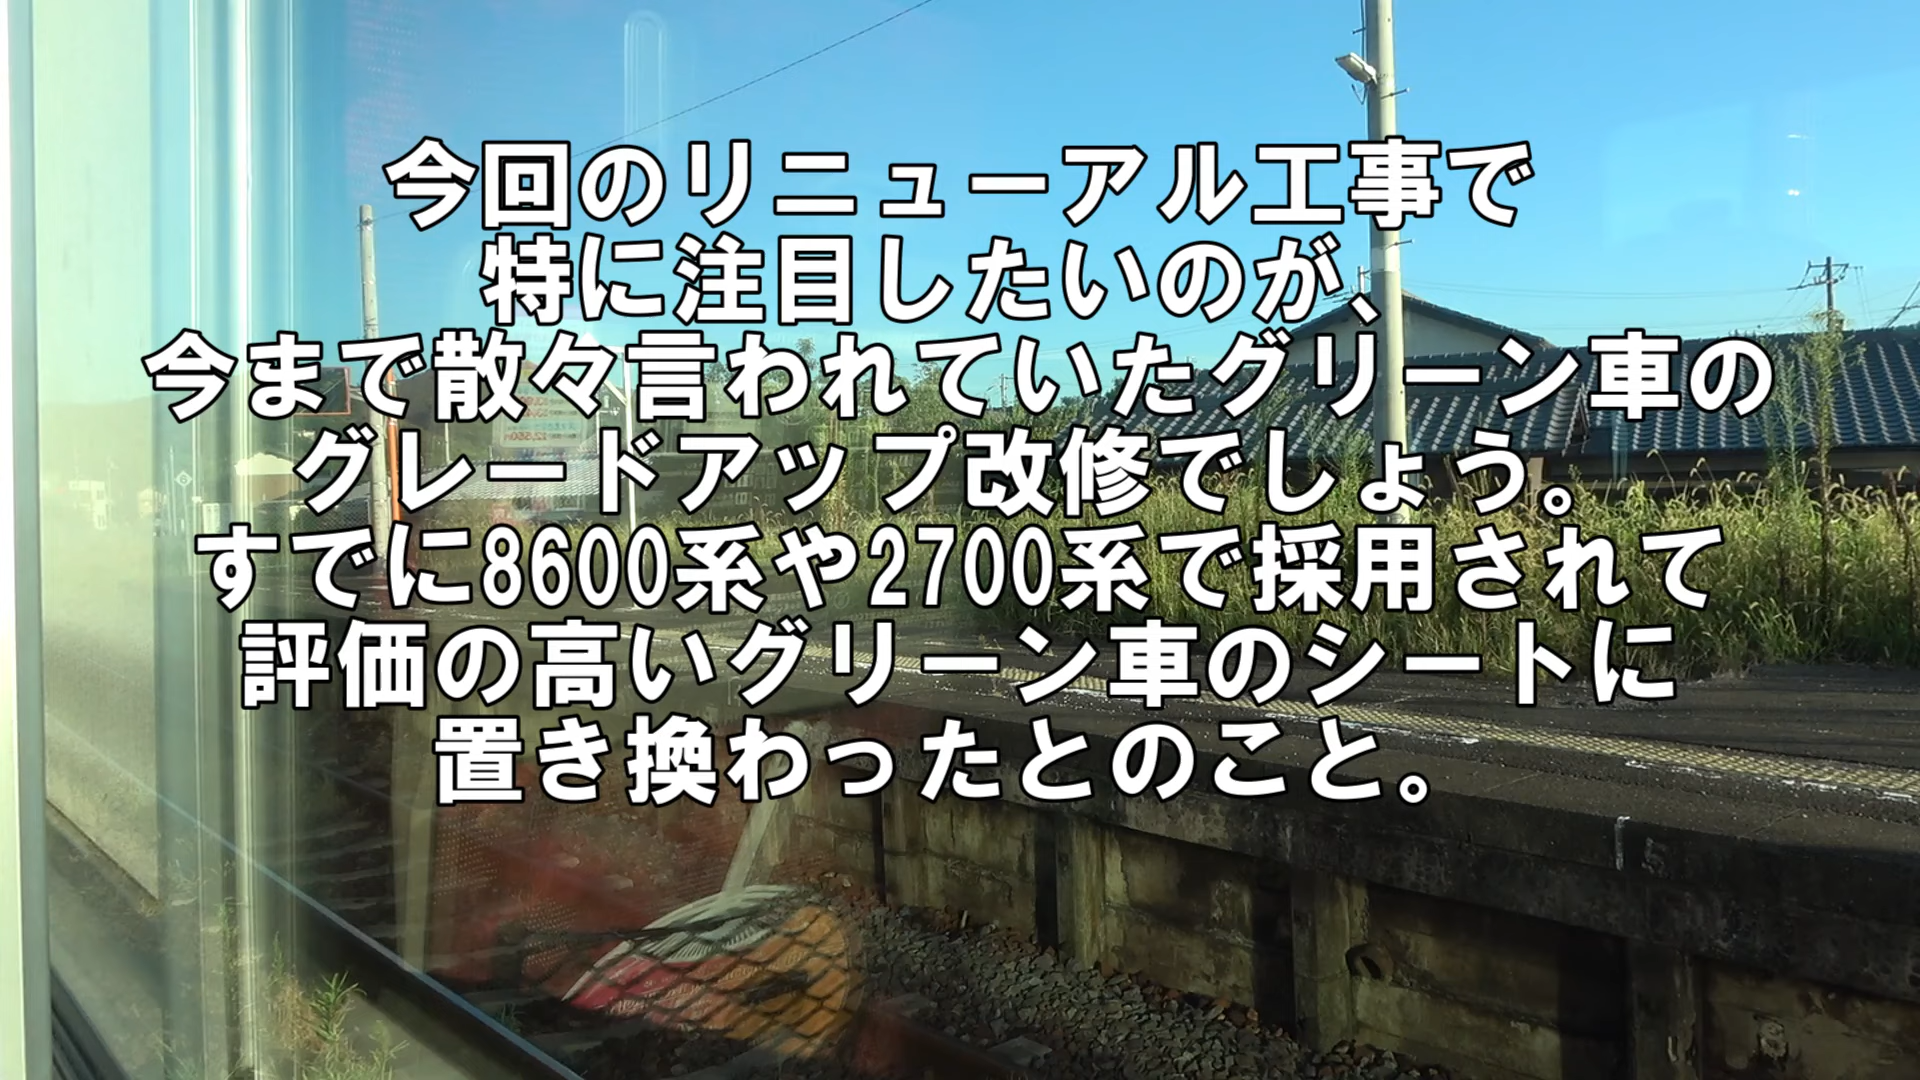 今回のリニューアル工事で
特に注目したいのが、
今まで散々言われていたグリーン車の
グレードアップ改修でしょう。
すでに8600系や2700系で採用されて
評価の高いグリーン車のシートに
置き換わったとのこと。